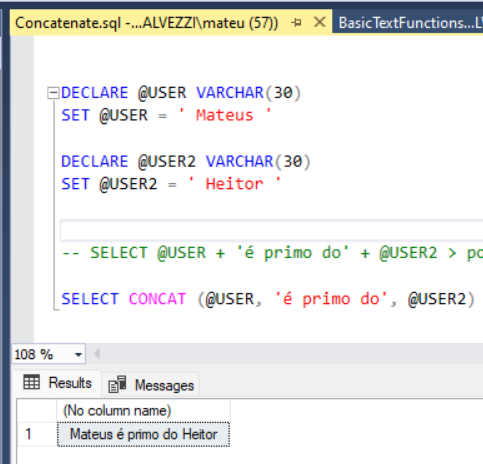 Concatenate.sql -...ALVEZZI\mateu (57)) BasicTextFunctions...L
DECLARE @USER VARCHAR(30)
SET @USER = ' Mateus '
DECLARE @USER2 VARCHAR(30)
SET @USER2 = ' Heitor '
-- SELECT @USER + 'é primo do' + @USER2 > po
SELECT CONCAT (@USER, 'é primo do', @USER2)
108 %
Results Messages
(No column name)
1 Mateus é primo do Heitor